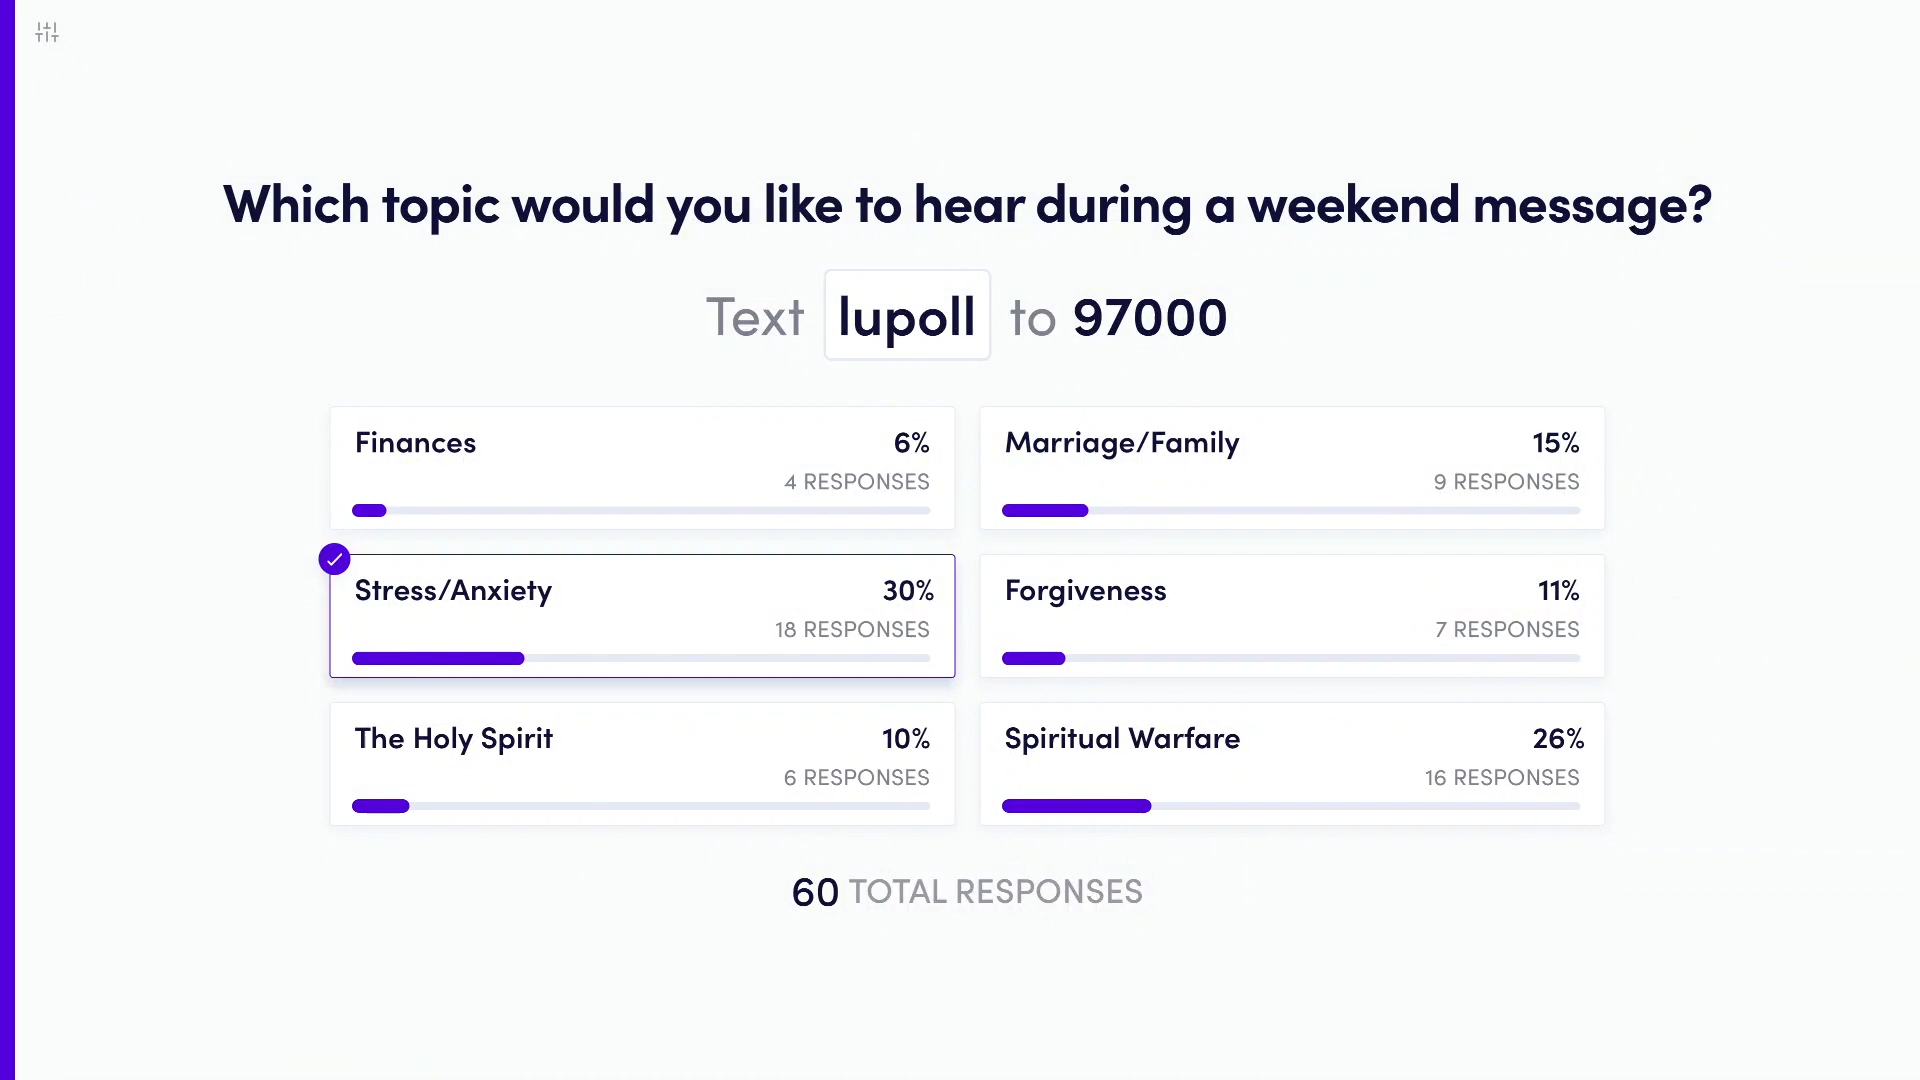 Which topic would you like to hear during a weekend message?
Text lupoll to 97000
Finances 6%
4 RESPONSES
Marriage/Family 15%
9 RESPONSES
Stress/Anxiety 30%
18 RESPONSES
Forgiveness 11%
7 RESPONSES
The Holy Spirit 10%
6 RESPONSES
Spiritual Warfare 26%
16 RESPONSES
60 TOTAL RESPONSES